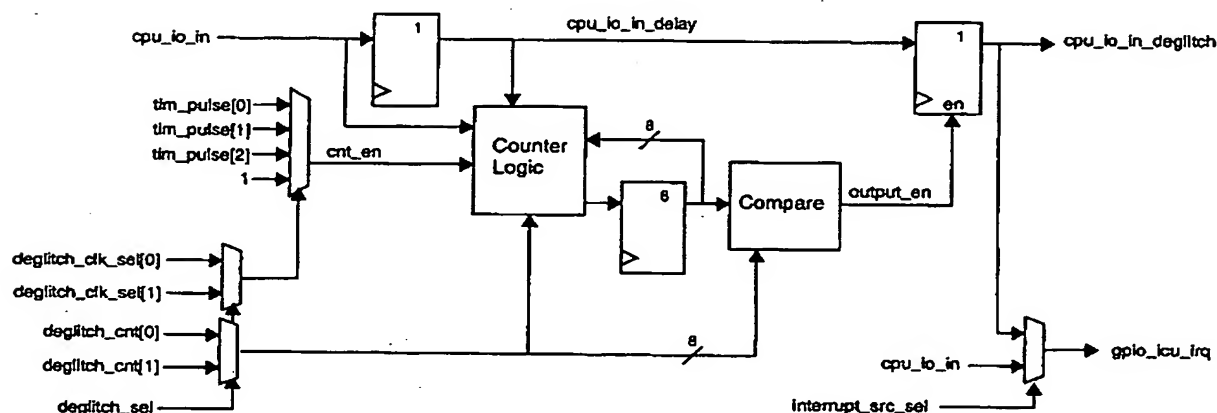 cpu_io_in
1
cpu_io_in_delay
1
cpu_io_in_deglitch
en
tim_pulse[0]
tim_pulse[1]
tim_pulse[2]
1
cnt_en
Counter
Logic
8
8
Compare
output_en
deglitch_clk_sel[0]
deglitch_clk_sel[1]
deglitch_cnt[0]
deglitch_cnt[1]
deglitch_sel
8
cpu_io_in
gpio_icu_irq
interrupt_src_sel